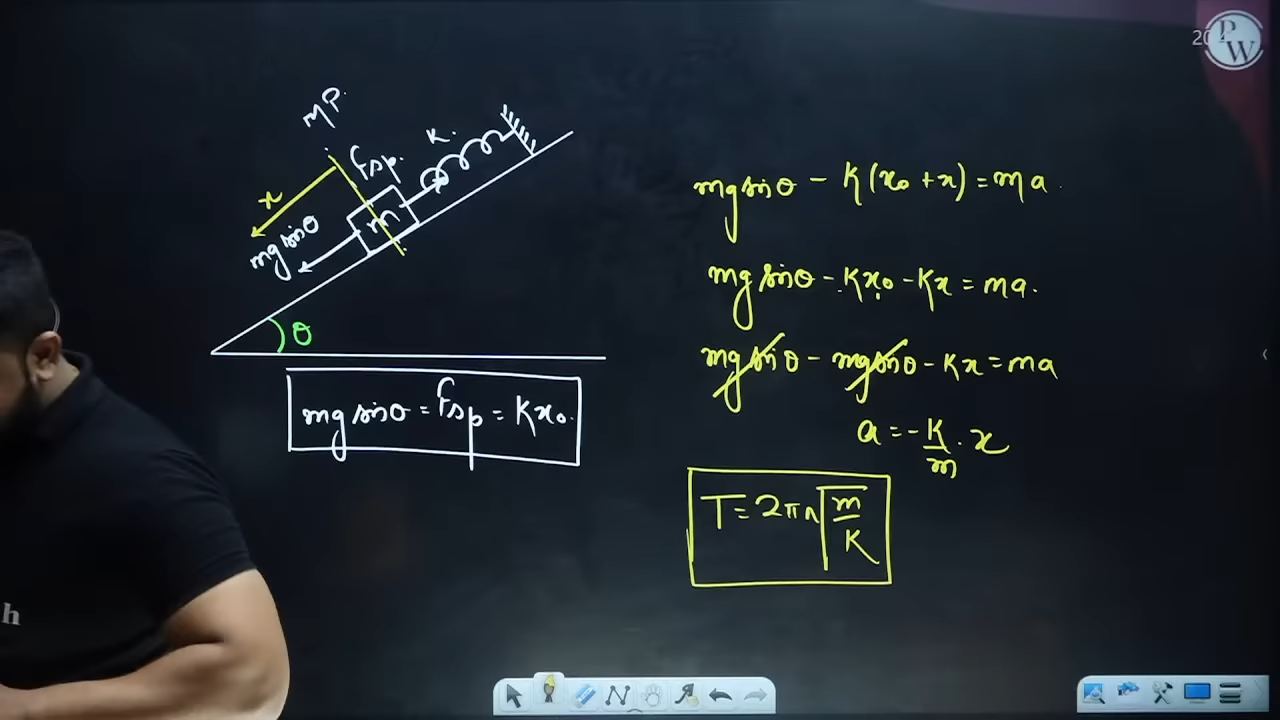 PW
MP.
K.
Fsp.
x
mg sinθ
m
θ
mg sinθ = Fsp = Kx₀.
mg sinθ - K(x₀ + x) = ma.
mg sinθ - Kx₀ - Kx = ma.
mg sinθ - mg sinθ - Kx = ma
a = -K/m . x
T = 2π√m/K
h